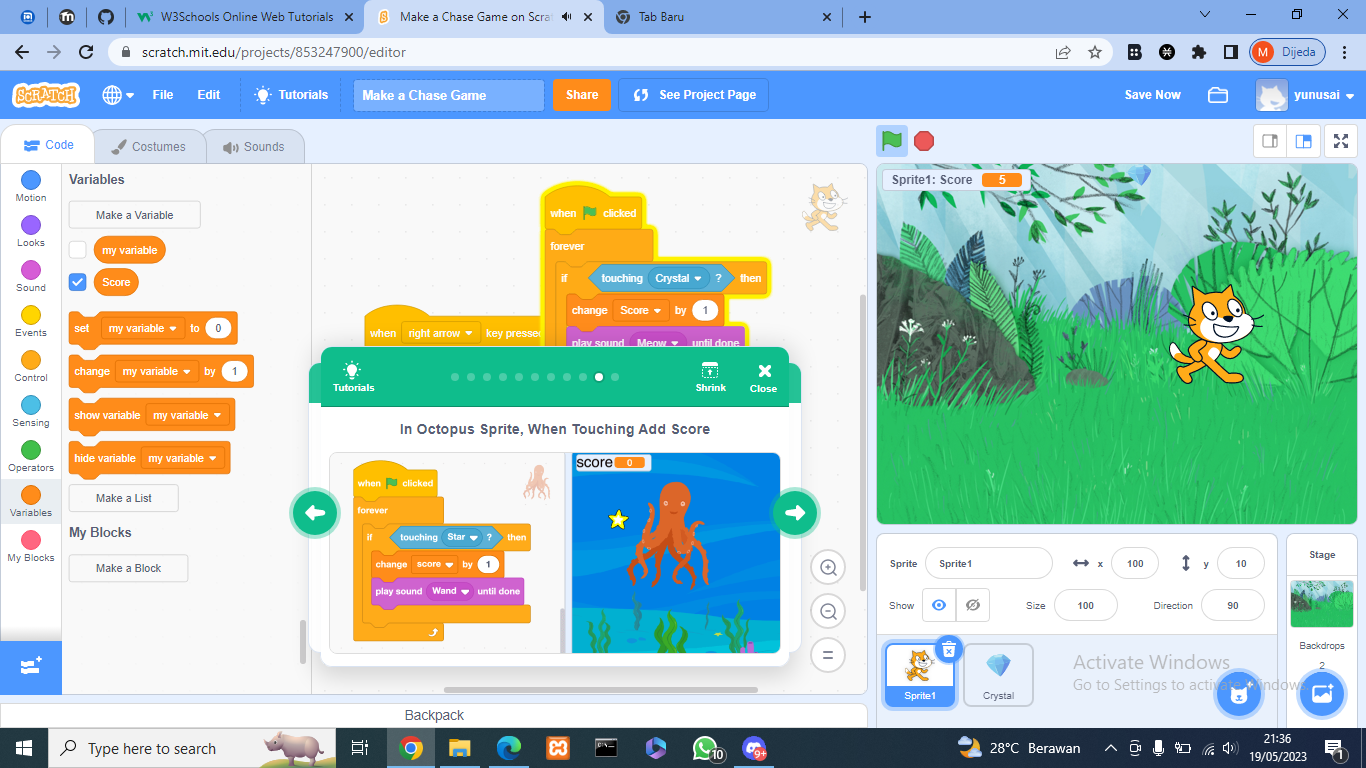 W3Schools Online Web Tutorials
Make a Chase Game on Scrat
Tab Baru
scratch.mit.edu/projects/853247900/editor
M Dijeda
SCRATCH
File
Edit
Tutorials
Make a Chase Game
Share
See Project Page
Save Now
yunusai
Code
Costumes
Sounds
Motion
Looks
Sound
Events
Control
Sensing
Operators
Variables
My Blocks
Variables
Make a Variable
my variable
Score
set my variable to 0
change my variable by 1
show variable my variable
hide variable my variable
Make a List
My Blocks
Make a Block
when right arrow key pressed
when clicked
forever
if touching Crystal ? then
change Score by 1
play sound Meow until done
Tutorials
Shrink
Close
In Octopus Sprite, When Touching Add Score
when clicked
forever
if touching Star ? then
change score by 1
play sound Wand until done
score 0
Backpack
Sprite1: Score 5
Sprite Sprite1 x 100 y 10
Show Size 100 Direction 90
Sprite1
Crystal
Stage
Backdrops
2
Activate Windows
Go to Settings to activate Windows.
Type here to search
10
9+
28°C Berawan
21:36
19/05/2023
1